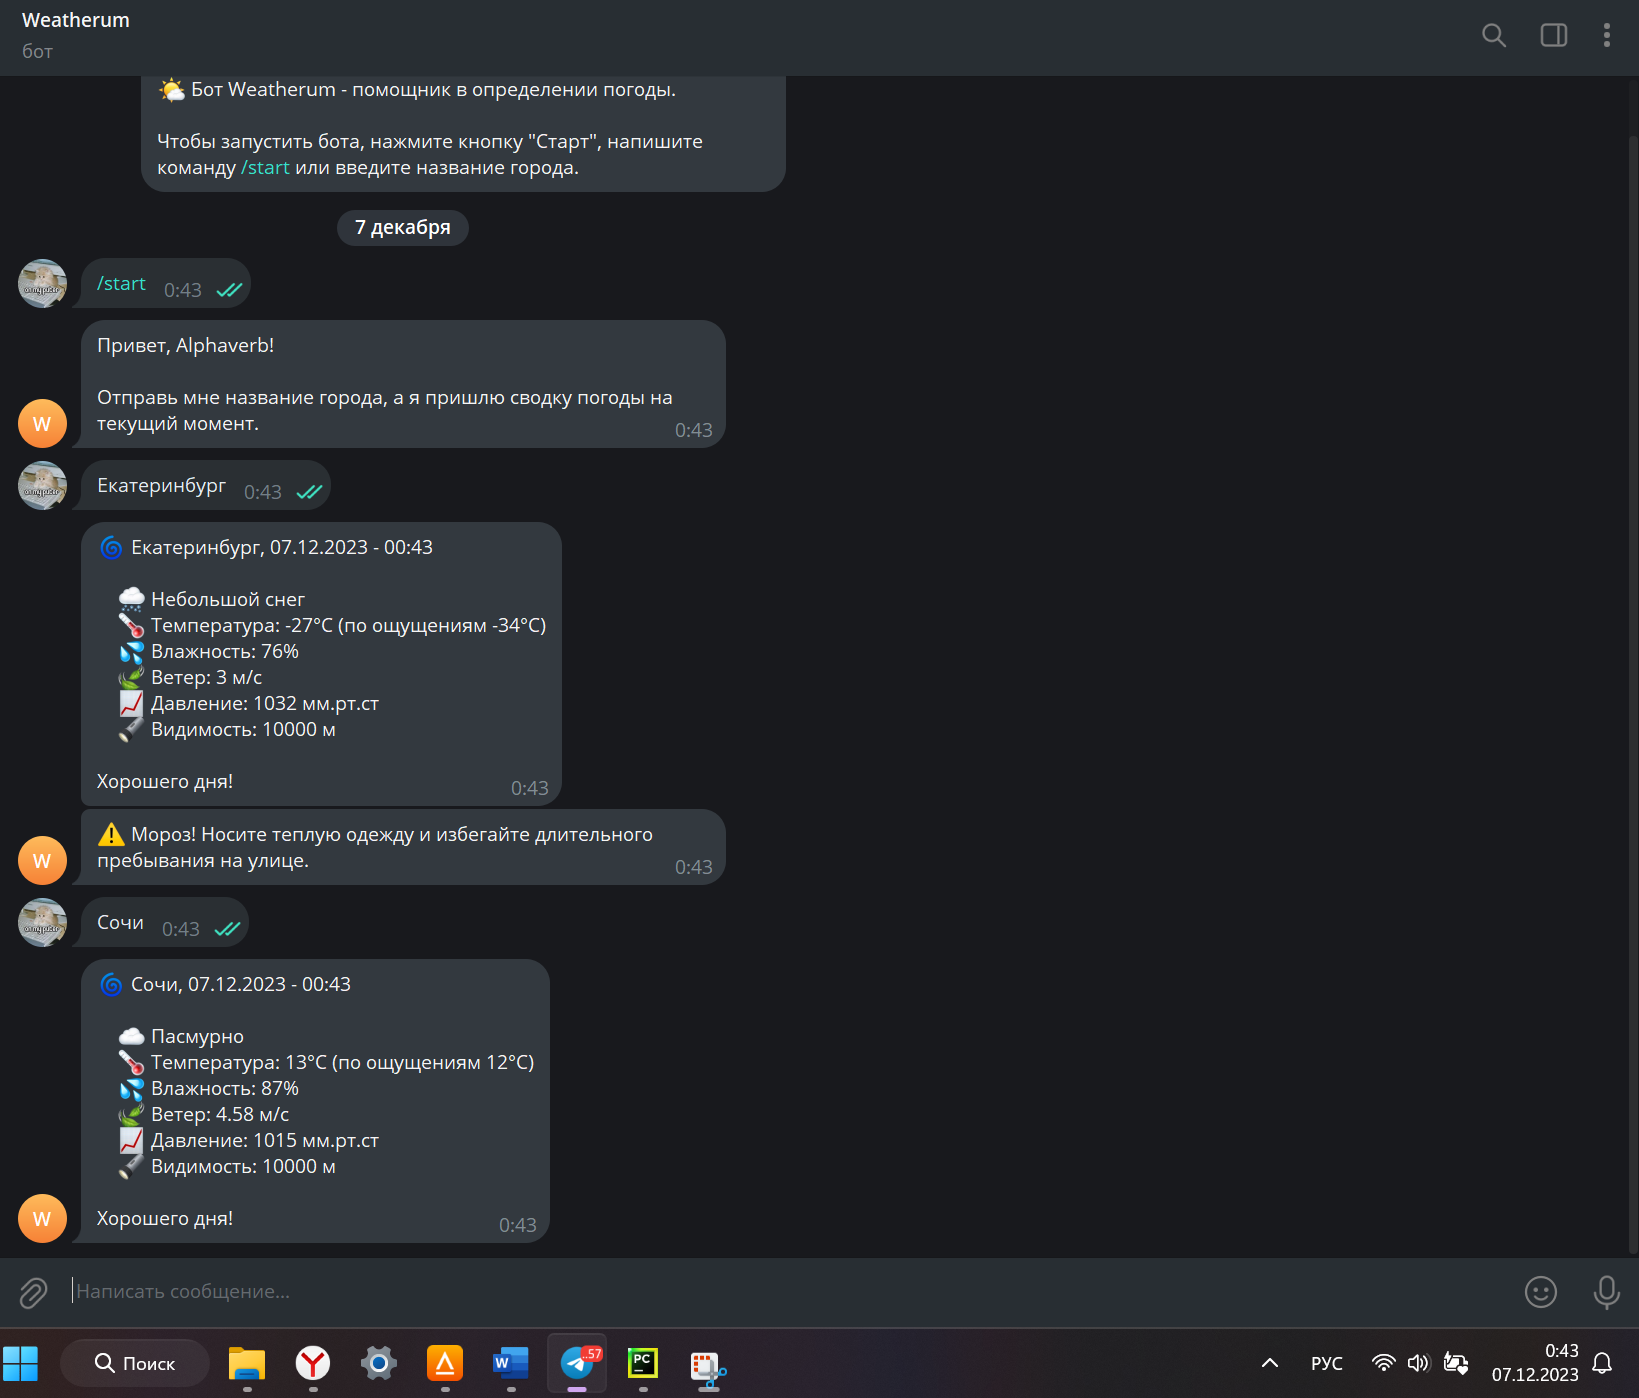 Weatherum
бот
Бот Weatherum - помощник в определении погоды.
Чтобы запустить бота, нажмите кнопку "Старт", напишите
команду /start или введите название города.
7 декабря
/start 0:43
Привет, Alphaverb!
Отправь мне название города, а я пришлю сводку погоды на
текущий момент.
0:43
W
Екатеринбург 0:43
Екатеринбург, 07.12.2023 - 00:43
Небольшой снег
Температура: -27°C (по ощущениям -34°C)
Влажность: 76%
Ветер: 3 м/с
Давление: 1032 мм.рт.ст
Видимость: 10000 м
Хорошего дня!
0:43
Мороз! Носите теплую одежду и избегайте длительного
пребывания на улице.
0:43
W
Сочи 0:43
Сочи, 07.12.2023 - 00:43
Пасмурно
Температура: 13°C (по ощущениям 12°C)
Влажность: 87%
Ветер: 4.58 м/с
Давление: 1015 мм.рт.ст
Видимость: 10000 м
Хорошего дня!
0:43
W
Написать сообщение...
Поиск
W
..57
PC
РУС
0:43
07.12.2023